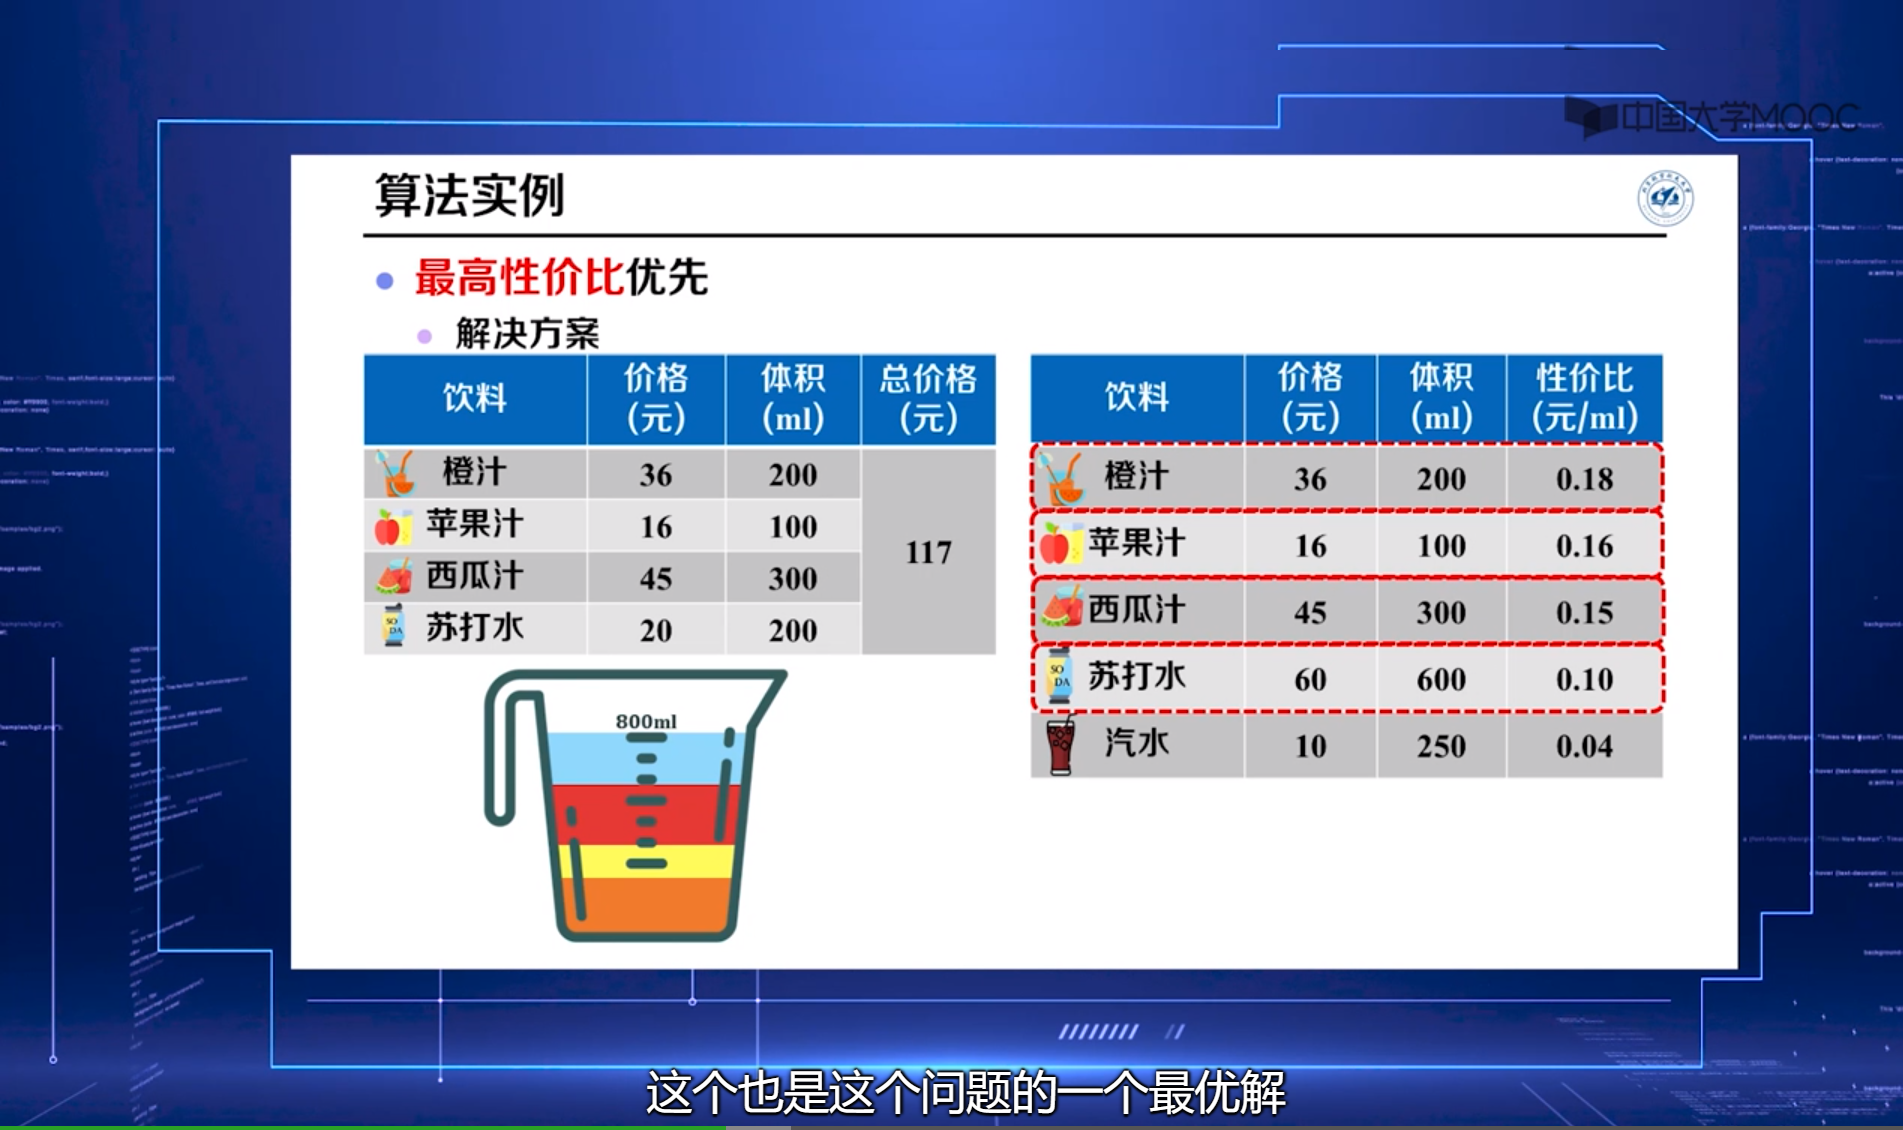 中国大学MOOC
算法实例
最高性价比优先
解决方案
饮料 价格(元) 体积(ml) 总价格(元)
橙汁 36 200 117
苹果汁 16 100
西瓜汁 45 300
苏打水 20 200
饮料 价格(元) 体积(ml) 性价比(元/ml)
橙汁 36 200 0.18
苹果汁 16 100 0.16
西瓜汁 45 300 0.15
SODA 苏打水 60 600 0.10
汽水 10 250 0.04
800ml
这个也是这个问题的一个最优解